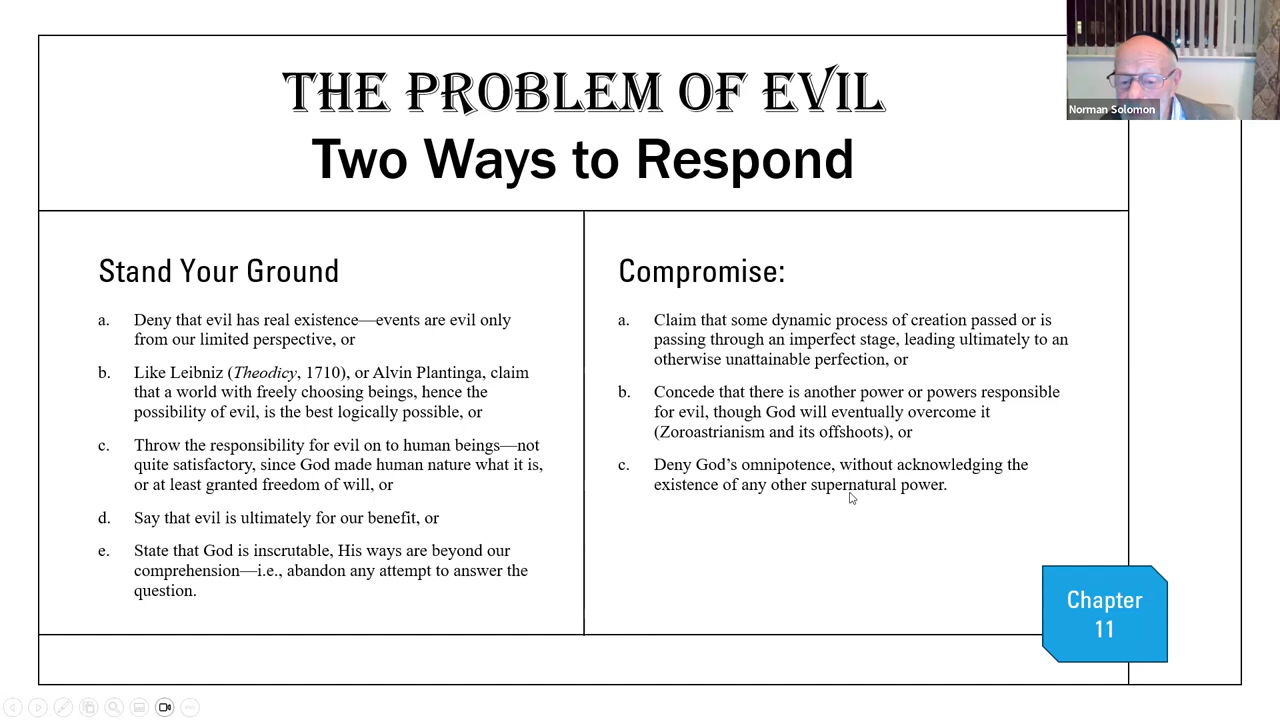 THE PROBLEM OF EVIL
Two Ways to Respond
Norman Solomon
Stand Your Ground
a. Deny that evil has real existence—events are evil only
from our limited perspective, or
b. Like Leibniz (Theodicy, 1710), or Alvin Plantinga, claim
that a world with freely choosing beings, hence the
possibility of evil, is the best logically possible, or
c. Throw the responsibility for evil on to human beings—not
quite satisfactory, since God made human nature what it is,
or at least granted freedom of will, or
d. Say that evil is ultimately for our benefit, or
e. State that God is inscrutable, His ways are beyond our
comprehension—i.e., abandon any attempt to answer the
question.
Compromise:
a. Claim that some dynamic process of creation passed or is
passing through an imperfect stage, leading ultimately to an
otherwise unattainable perfection, or
b. Concede that there is another power or powers responsible
for evil, though God will eventually overcome it
(Zoroastrianism and its offshoots), or
c. Deny God’s omnipotence, without acknowledging the
existence of any other supernatural power.
Chapter
11